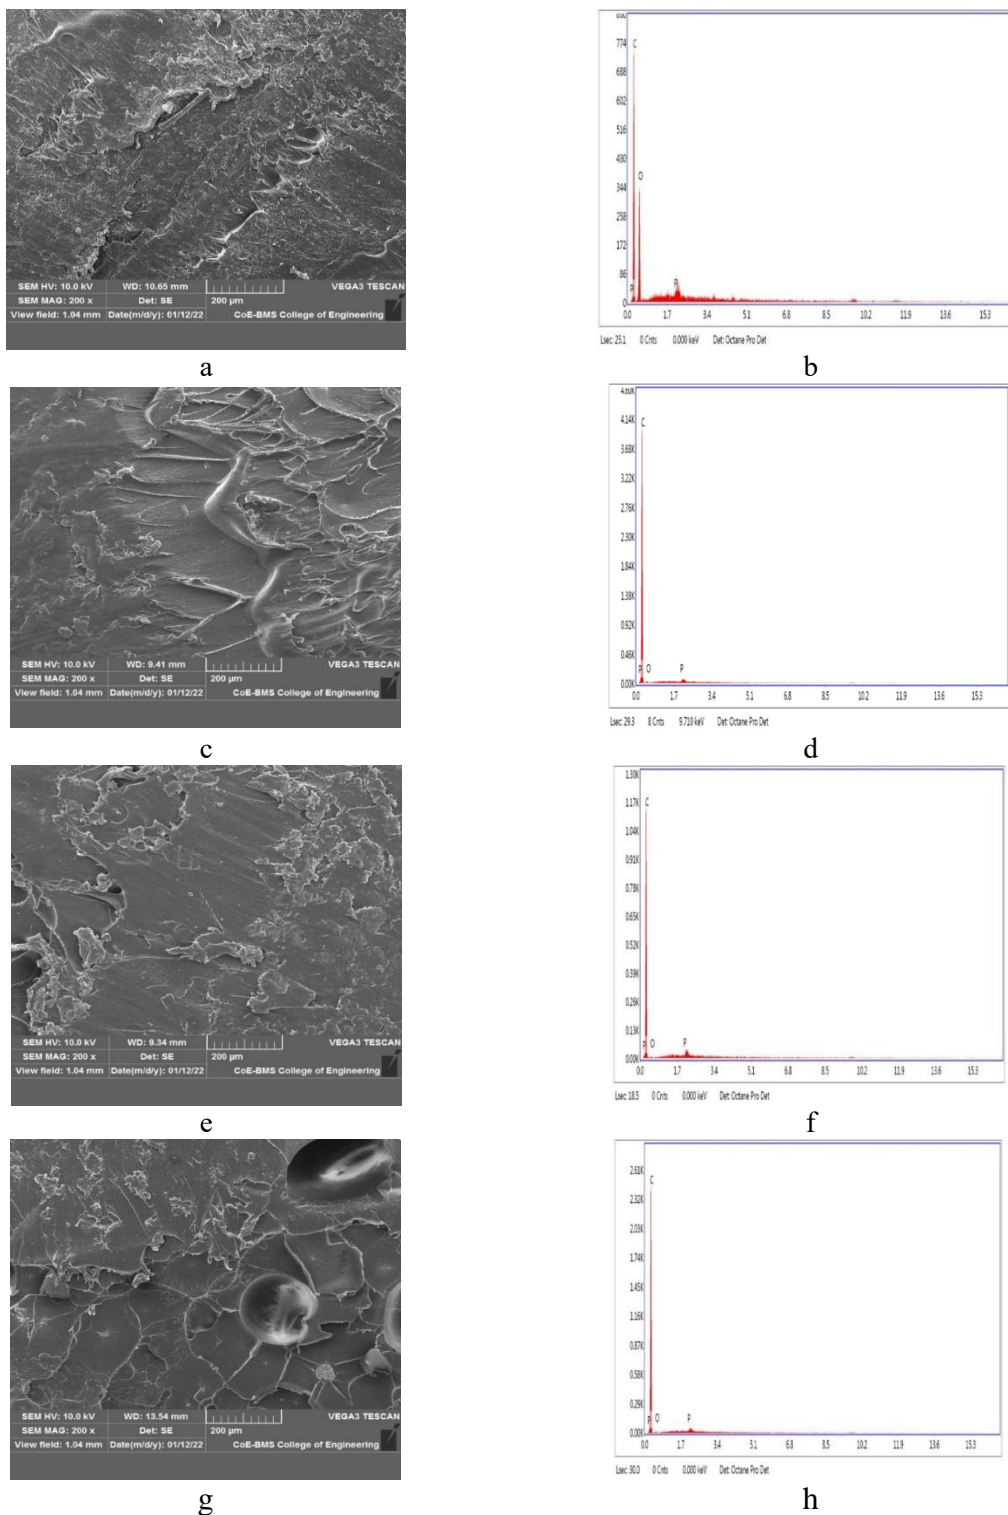 SEM HV: 10.0 kV WD: 10.65 mm VEGA3 TESCAN
SEM MAG: 200 x Det: SE 200 µm
View field: 1.04 mm Date(m/d/y): 01/12/22 CoE-BMS College of Engineering
a
774
688
602
516
430
344
258
172
86
0
C
O
P
P
0.0 1.7 3.4 5.1 6.8 8.5 10.2 11.9 13.6 15.3
Lsec: 25.1 0 Cnts 0.000 keV Det: Octane Pro Det
b
SEM HV: 10.0 kV WD: 9.41 mm VEGA3 TESCAN
SEM MAG: 200 x Det: SE 200 µm
View field: 1.04 mm Date(m/d/y): 01/12/22 CoE-BMS College of Engineering
c
4.60K
4.14K
3.68K
3.22K
2.76K
2.30K
1.84K
1.38K
0.92K
0.46K
0.00K
C
P O P
0.0 1.7 3.4 5.1 6.8 8.5 10.2 11.9 13.6 15.3
Lsec: 29.3 8 Cnts 9.710 keV Det: Octane Pro Det
d
SEM HV: 10.0 kV WD: 9.34 mm VEGA3 TESCAN
SEM MAG: 200 x Det: SE 200 µm
View field: 1.04 mm Date(m/d/y): 01/12/22 CoE-BMS College of Engineering
e
1.30K
1.17K
1.04K
0.91K
0.78K
0.65K
0.52K
0.39K
0.26K
0.13K
0.00K
C
P O P
0.0 1.7 3.4 5.1 6.8 8.5 10.2 11.9 13.6 15.3
Lsec: 18.5 0 Cnts 0.000 keV Det: Octane Pro Det
f
SEM HV: 10.0 kV WD: 13.54 mm VEGA3 TESCAN
SEM MAG: 200 x Det: SE 200 µm
View field: 1.04 mm Date(m/d/y): 01/12/22 CoE-BMS College of Engineering
g
2.61K
2.32K
2.03K
1.74K
1.45K
1.16K
0.87K
0.58K
0.29K
0.00K
C
P O P
0.0 1.7 3.4 5.1 6.8 8.5 10.2 11.9 13.6 15.3
Lsec: 30.0 0 Cnts 0.000 keV Det: Octane Pro Det
h